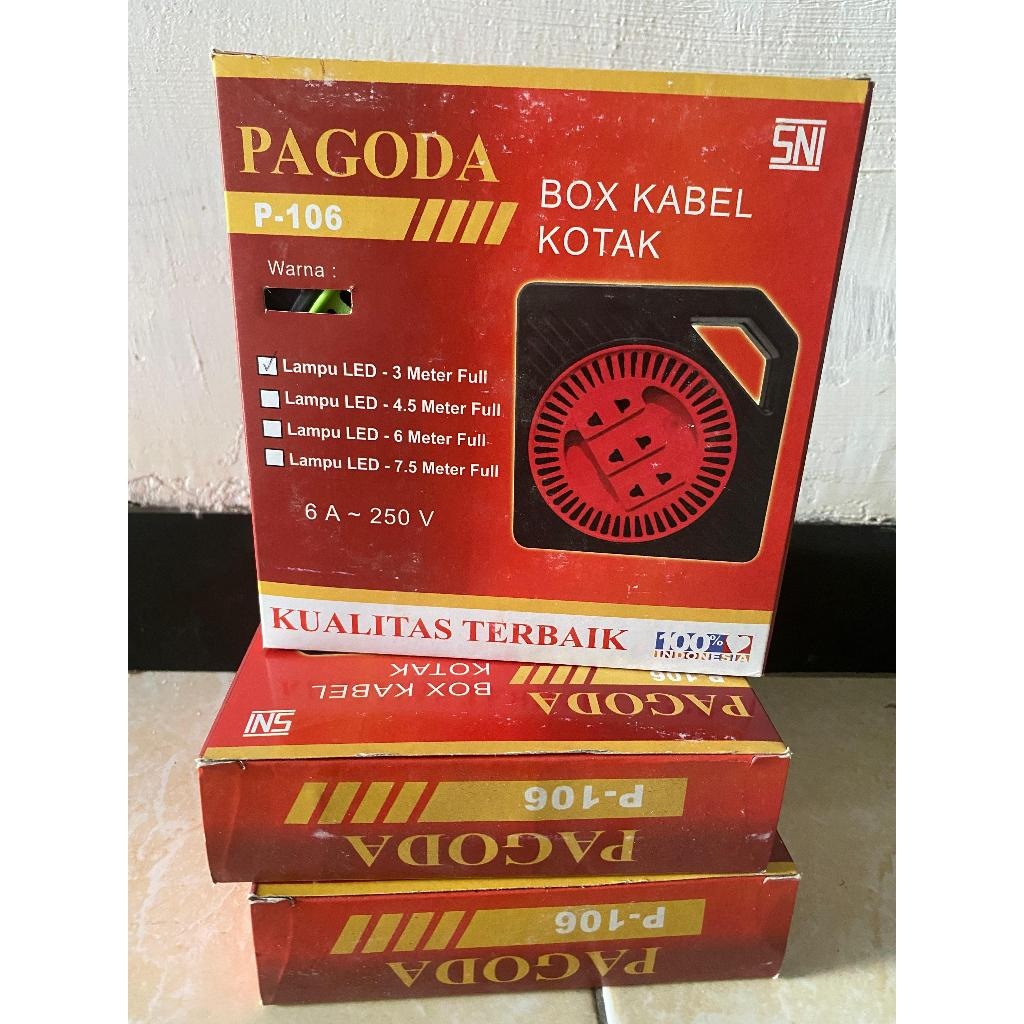 PAGODA
SNI
P-106
BOX KABEL
KOTAK
Warna :
Lampu LED - 3 Meter Full
Lampu LED - 4.5 Meter Full
Lampu LED - 6 Meter Full
Lampu LED - 7.5 Meter Full
6 A ~ 250 V
KUALITAS TERBAIK
100%
INDONESIA
P-106
PAGODA
BOX KABEL
KOTAK
SNI
P-106
PAGODA
P-106
PAGODA